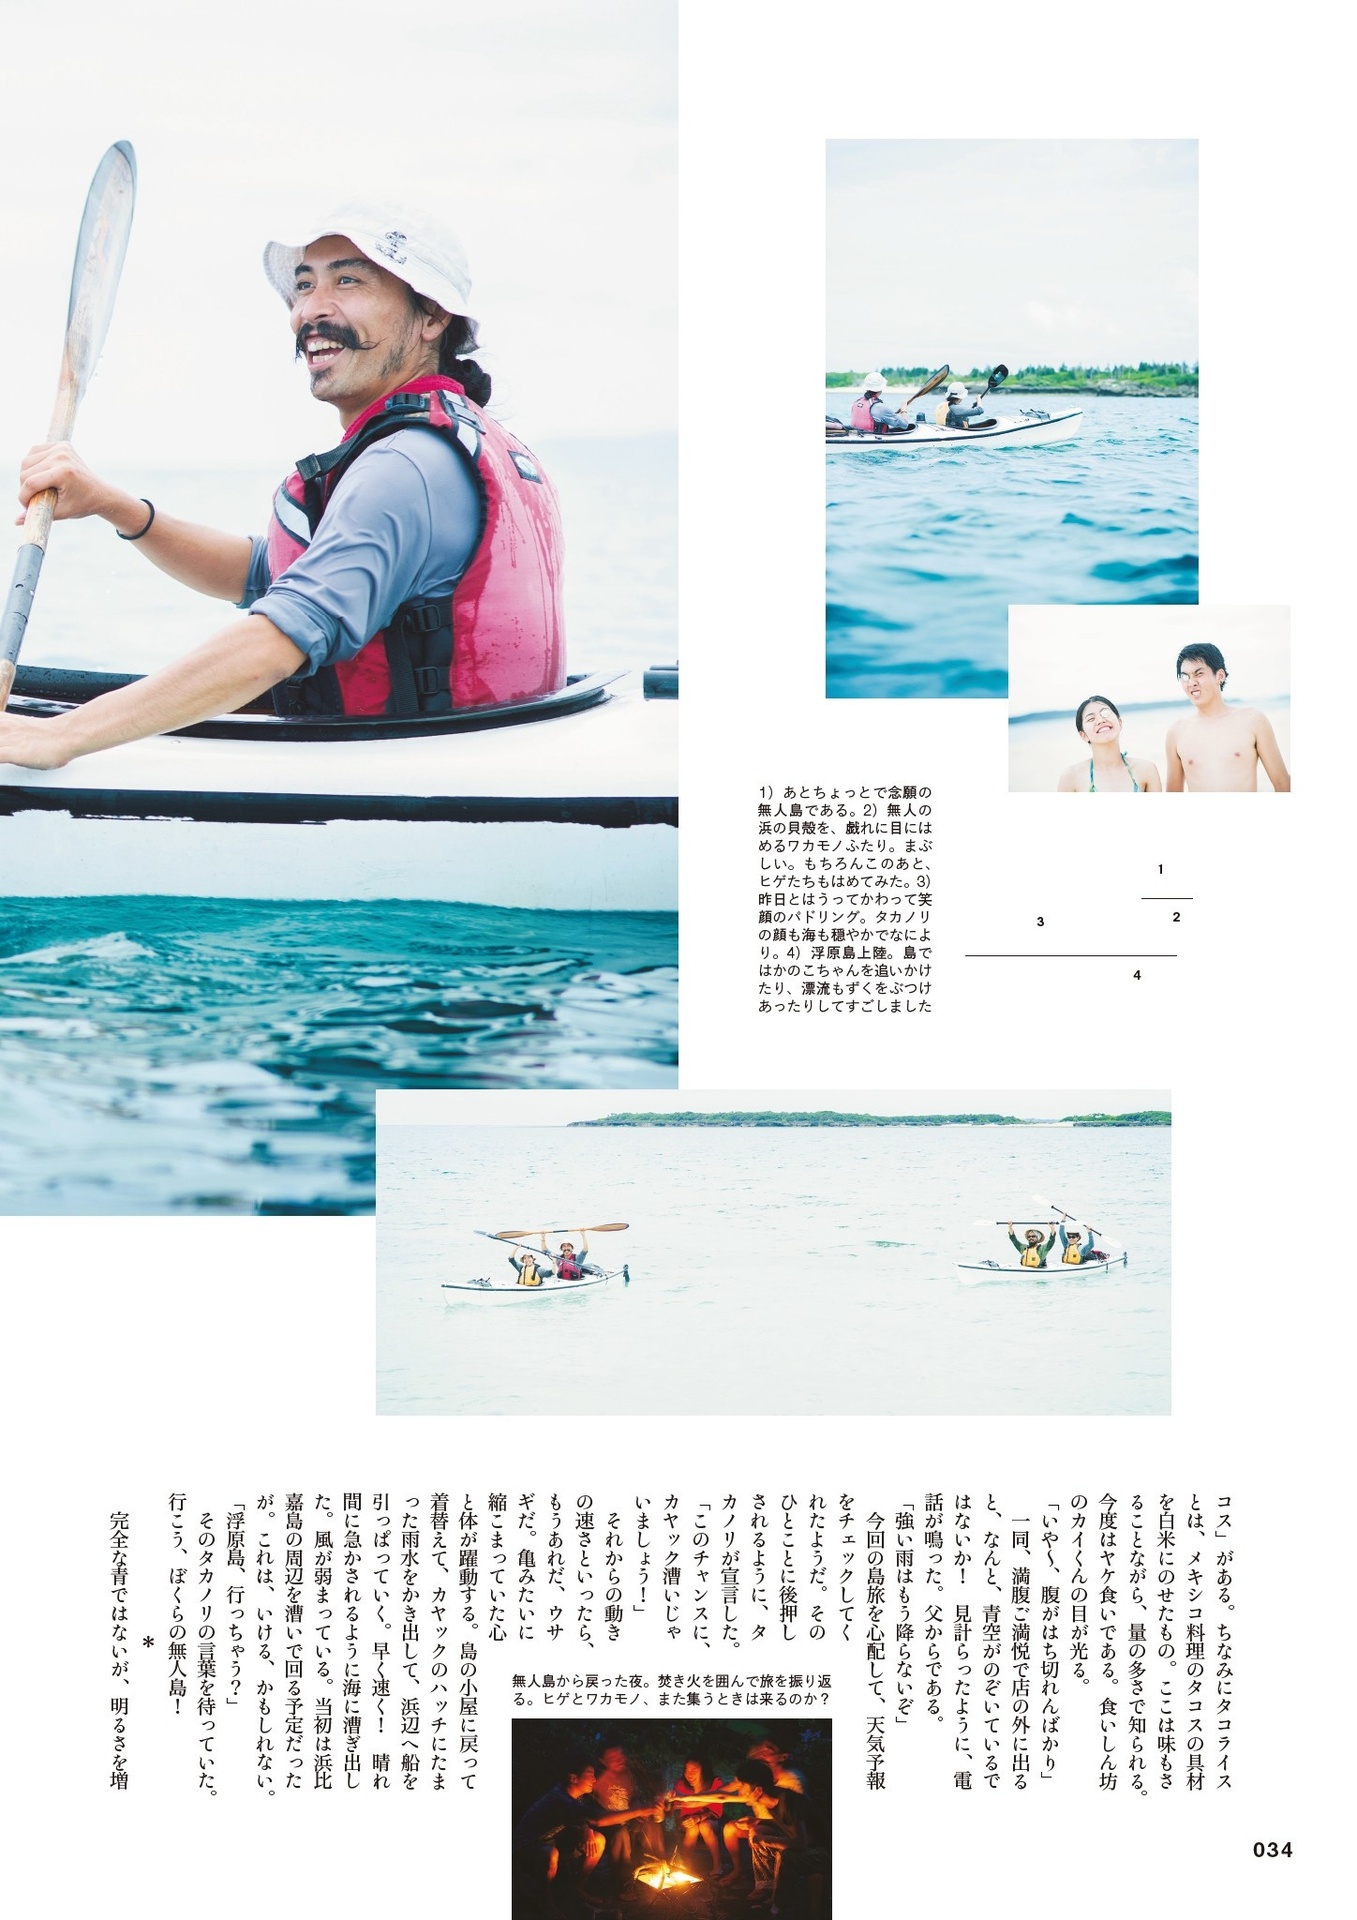 1）あとちょっとで念願の
無人島である。2）無人の
浜の貝殻を、戯れに目には
めるワカモノふたり。まぶ
しい。もちろんこのあと、
ヒゲたちもはめてみた。3）
昨日とはうってかわって笑
顔のパドリング。タカノリ
の顔も海も穏やかでなによ
り。4）浮原島上陸。島で
はかのこちゃんを追いかけ
たり、漂流もずくをぶつけ
あったりしてすごしました
1
2
3
4
コス」がある。ちなみにタコライス
とは、メキシコ料理のタコスの具材
を白米にのせたもの。ここは味もさ
ることながら、量の多さで知られる。
今度はヤケ食いである。食いしん坊
のカイくんの目が光る。
「いや〜、腹がはち切れんばかり」
一同、満腹ご満悦で店の外に出る
と、なんと、青空がのぞいているで
はないか！　見計らったように、電
話が鳴った。父からである。
「強い雨はもう降らないぞ」
今回の島旅を心配して、天気予報
をチェックしてく
れたようだ。その
ひとことに後押し
されるように、タ
カノリが宣言した。
「このチャンスに、
カヤック漕いじゃ
いましょう！」
それからの動き
の速さといったら、
もうあれだ、ウサ
ギだ。亀みたいに
縮こまっていた心
と体が躍動する。島の小屋に戻って
着替えて、カヤックのハッチにたま
った雨水をかき出して、浜辺へ船を
引っぱっていく。早く速く！　晴れ
間に急かされるように海に漕ぎ出し
た。風が弱まっている。当初は浜比
嘉島の周辺を漕いで回る予定だった
が。これは、いける、かもしれない。
「浮原島、行っちゃう？」
そのタカノリの言葉を待っていた。
行こう、ぼくらの無人島！
＊
完全な青ではないが、明るさを増
無人島から戻った夜。焚き火を囲んで旅を振り返
る。ヒゲとワカモノ、また集うときは来るのか？
034